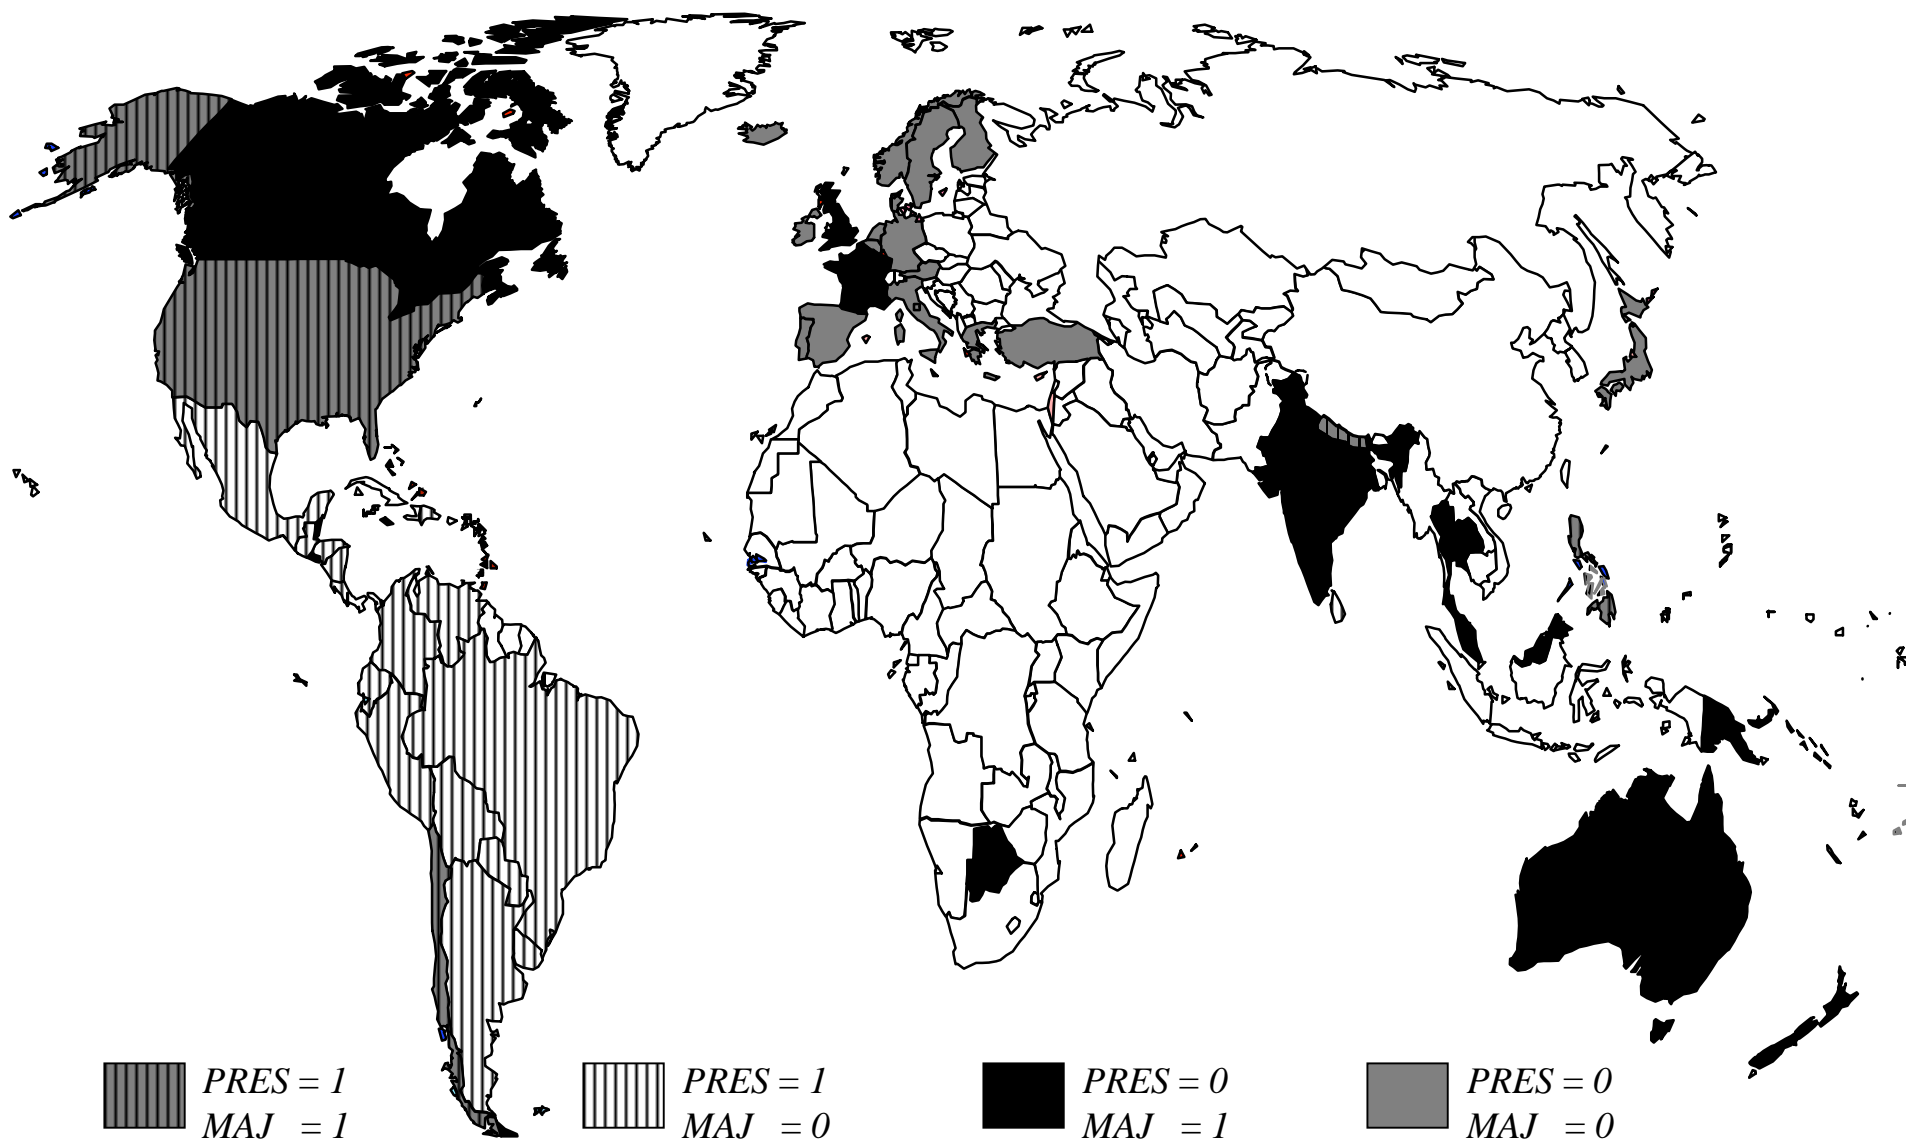 PRES = 1 PRES = 1 PRES = 0 PRES = 0
MAJ = 1 MAJ = 0 MAJ = 1 MAJ = 0